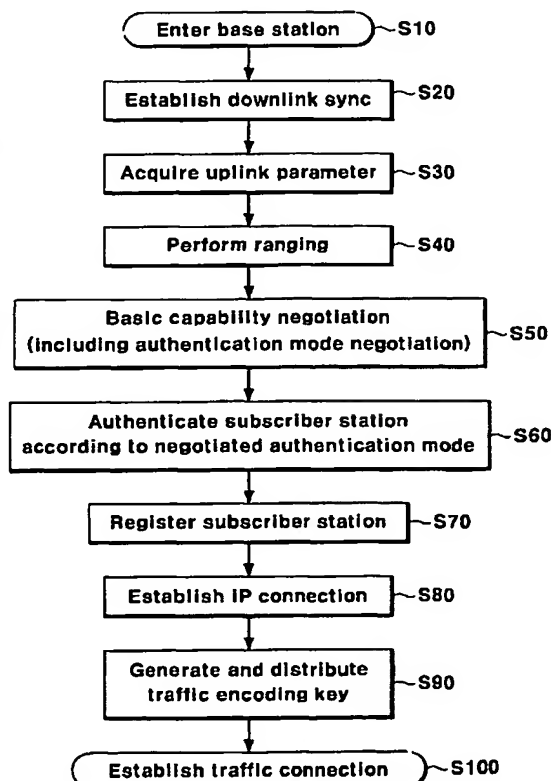 Enter base station
S10
Establish downlink sync
S20
Acquire uplink parameter
S30
Perform ranging
S40
Basic capability negotiation
(including authentication mode negotiation)
S50
Authenticate subscriber station
according to negotiated authentication mode
S60
Register subscriber station
S70
Establish IP connection
S80
Generate and distribute
traffic encoding key
S90
Establish traffic connection
S100